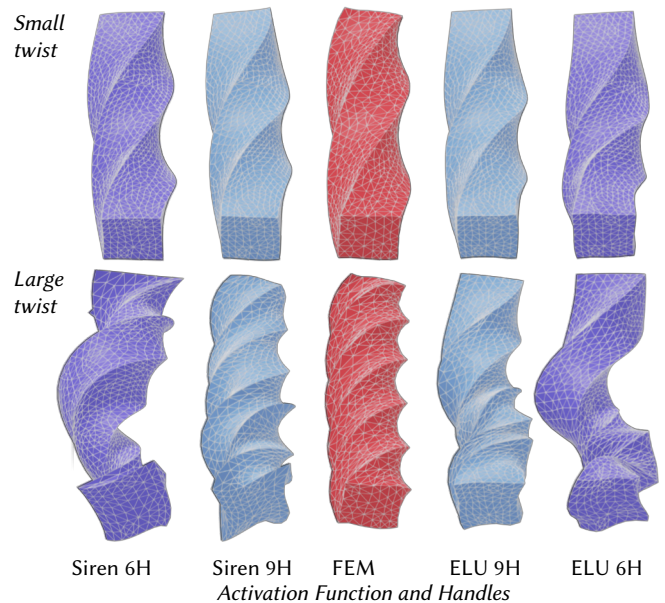 Small
twist
Large
twist
Siren 6H Siren 9H FEM ELU 9H ELU 6H
Activation Function and Handles